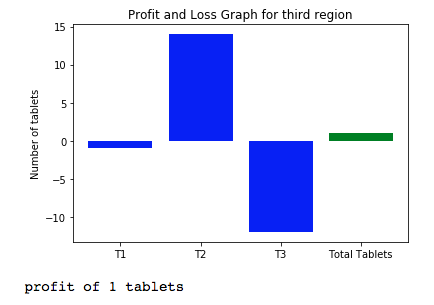 Profit and Loss Graph for third region
15
10
5
0
−5
−10
Number of tablets
T1 T2 T3 Total Tablets
profit of 1 tablets